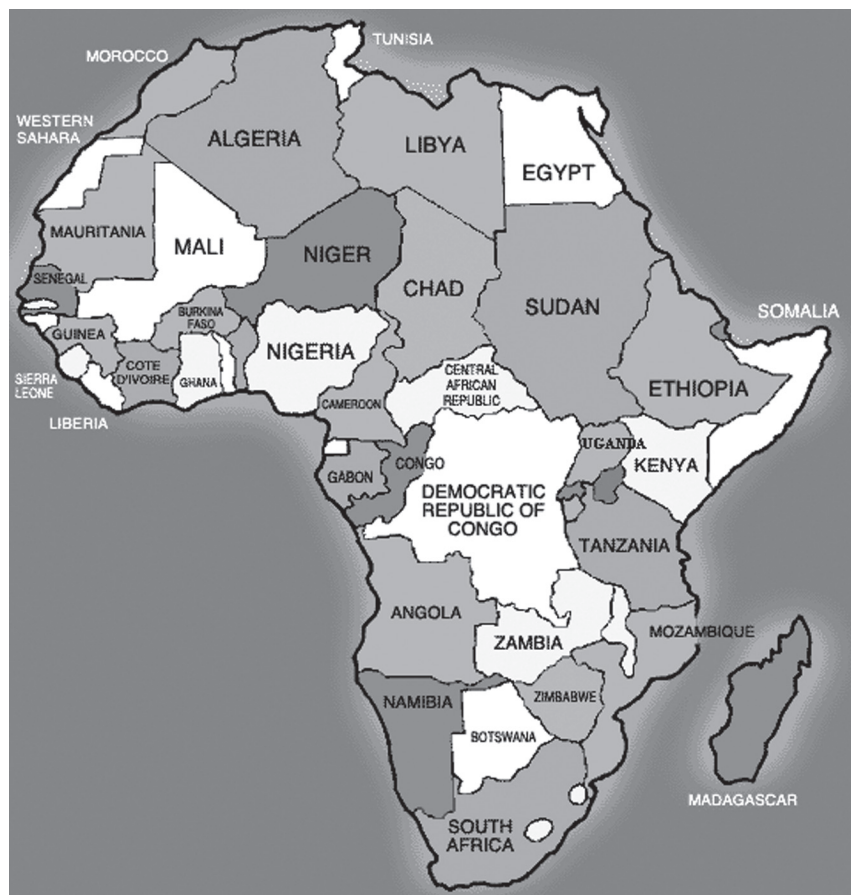 TUNISIA
MOROCCO
WESTERN
SAHARA
ALGERIA
LIBYA
EGYPT
MAURITANIA
MALI
NIGER
CHAD
SUDAN
SENEGAL
BURKINA
FASO
GUINEA
NIGERIA
SOMALIA
COTE
D'IVOIRE
GHANA
SIERRA
LEONE
LIBERIA
CENTRAL
AFRICAN
REPUBLIC
CAMEROON
ETHIOPIA
UGANDA
KENYA
GABON
CONGO
DEMOCRATIC
REPUBLIC OF
CONGO
TANZANIA
ANGOLA
ZAMBIA
MOZAMBIQUE
NAMIBIA
ZIMBABWE
BOTSWANA
MADAGASCAR
SOUTH
AFRICA